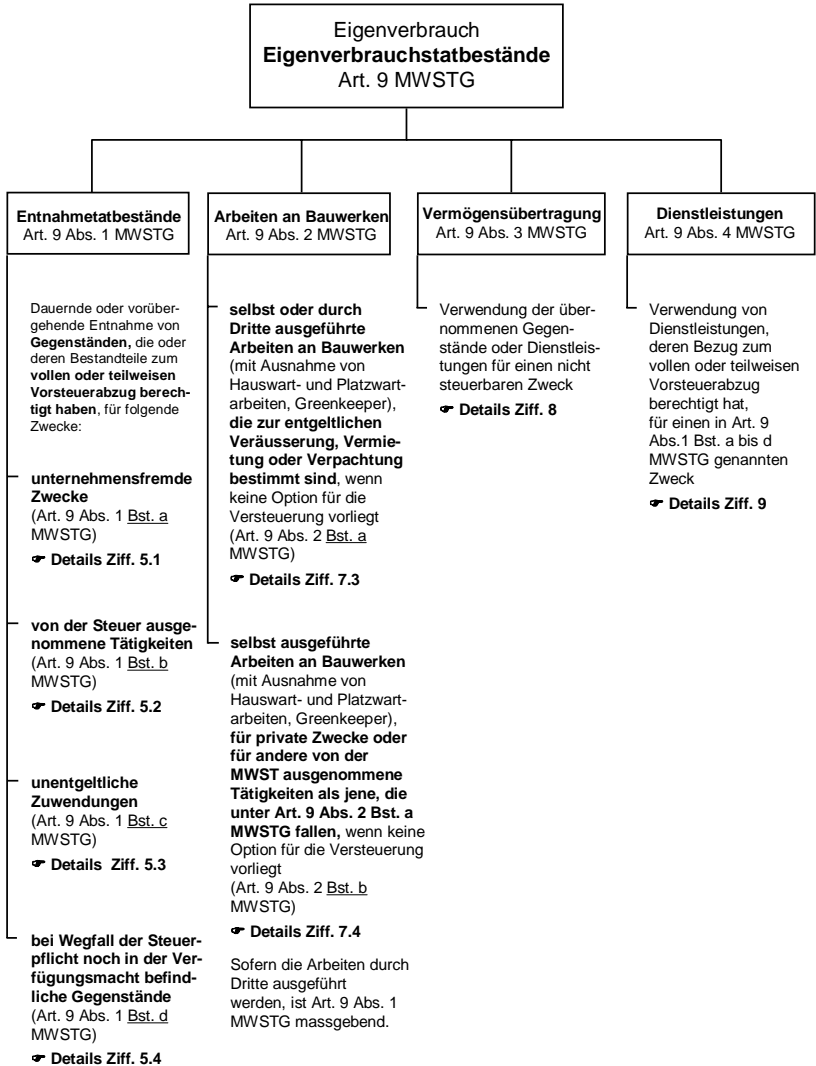 Eigenverbrauch
Eigenverbrauchstatbestände
Art. 9 MWSTG
Entnahmetatbestände
Art. 9 Abs. 1 MWSTG
Dauernde oder vorüber-
gehende Entnahme von
Gegenständen, die oder
deren Bestandteile zum
vollen oder teilweisen
Vorsteuerabzug berech-
tigt haben, für folgende
Zwecke:
unternehmensfremde
Zwecke
(Art. 9 Abs. 1 Bst. a
MWSTG)
☛ Details Ziff. 5.1
von der Steuer ausge-
nommene Tätigkeiten
(Art. 9 Abs. 1 Bst. b
MWSTG)
☛ Details Ziff. 5.2
unentgeltliche
Zuwendungen
(Art. 9 Abs. 1 Bst. c
MWSTG)
☛ Details Ziff. 5.3
bei Wegfall der Steuer-
pflicht noch in der Ver-
fügungsmacht befind-
liche Gegenstände
(Art. 9 Abs. 1 Bst. d
MWSTG)
☛ Details Ziff. 5.4
Arbeiten an Bauwerken
Art. 9 Abs. 2 MWSTG
selbst oder durch
Dritte ausgeführte
Arbeiten an Bauwerken
(mit Ausnahme von
Hauswart- und Platzwart-
arbeiten, Greenkeeper),
die zur entgeltlichen
Veräusserung, Vermie-
tung oder Verpachtung
bestimmt sind, wenn
keine Option für die
Versteuerung vorliegt
(Art. 9 Abs. 2 Bst. a
MWSTG)
☛ Details Ziff. 7.3
selbst ausgeführte
Arbeiten an Bauwerken
(mit Ausnahme von
Hauswart- und Platzwart-
arbeiten, Greenkeeper),
für private Zwecke oder
für andere von der
MWST ausgenommene
Tätigkeiten als jene, die
unter Art. 9 Abs. 2 Bst. a
MWSTG fallen, wenn keine
Option für die Versteuerung
vorliegt
(Art. 9 Abs. 2 Bst. b
MWSTG)
☛ Details Ziff. 7.4
Sofern die Arbeiten durch
Dritte ausgeführt
werden, ist Art. 9 Abs. 1
MWSTG massgebend.
Vermögensübertragung
Art. 9 Abs. 3 MWSTG
Verwendung der über-
nommenen Gegen-
stände oder Dienstleis-
tungen für einen nicht
steuerbaren Zweck
☛ Details Ziff. 8
Dienstleistungen
Art. 9 Abs. 4 MWSTG
Verwendung von
Dienstleistungen,
deren Bezug zum
vollen oder teilweisen
Vorsteuerabzug
berechtigt hat,
für einen in Art. 9
Abs.1 Bst. a bis d
MWSTG genannten
Zweck
☛ Details Ziff. 9